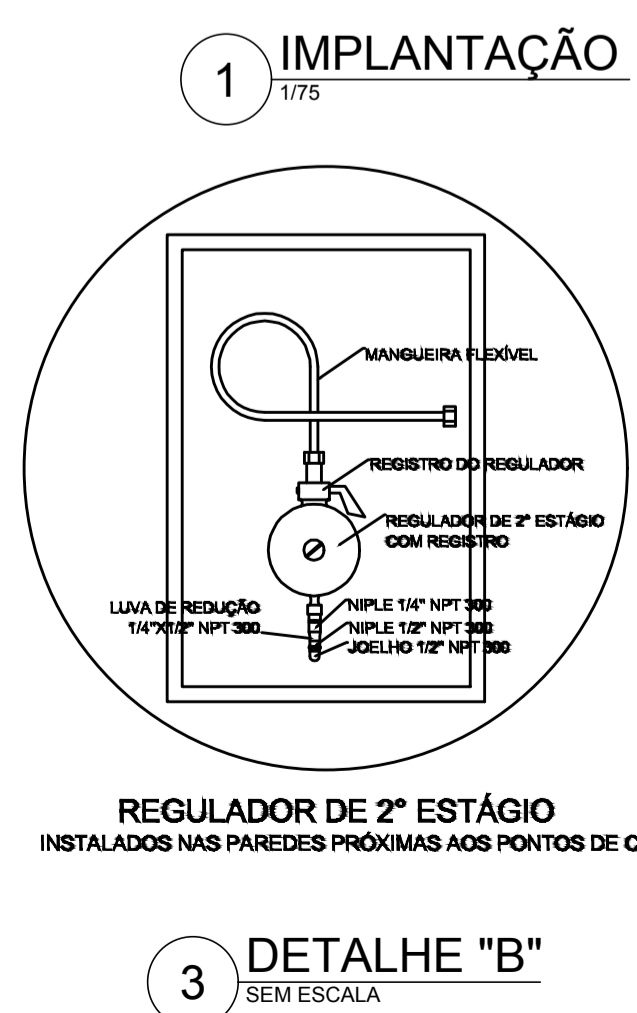 1
IMPLANTAÇÃO
1/75
MANGUEIRA FLEXÍVEL
REGISTRO DO REGULADOR
REGULADOR DE 2° ESTÁGIO
COM REGISTRO
LUVA DE REDUÇÃO
1/4"X1/2" NPT 300
NIPLE 1/4" NPT 300
NIPLE 1/2" NPT 300
JOELHO 1/2" NPT 300
REGULADOR DE 2° ESTÁGIO
INSTALADOS NAS PAREDES PRÓXIMAS AOS PONTOS DE
3
DETALHE "B"
SEM ESCALA